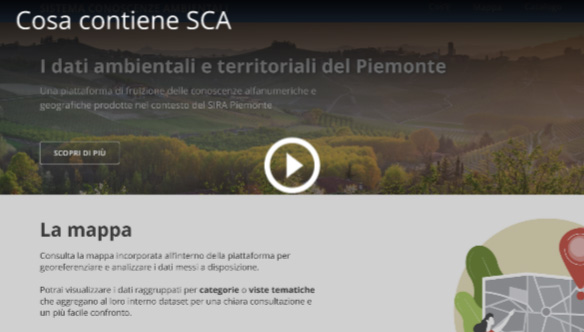 Cosa contiene SCA
I dati ambientali e territoriali del Piemonte
Una piattaforma di fruizione delle conoscenze alfanumeriche e
geografiche prodotte nel contesto del SIRA Piemonte
SCOPRI DI PIÙ
La mappa
Consulta la mappa incorporata all'interno della piattaforma per
georeferenziare e analizzare i dati messi a disposizione.
Potrai visualizzare i dati raggruppati per categorie o viste tematiche
che aggregano al loro interno dataset per una chiara consultazione e
un più facile confronto.